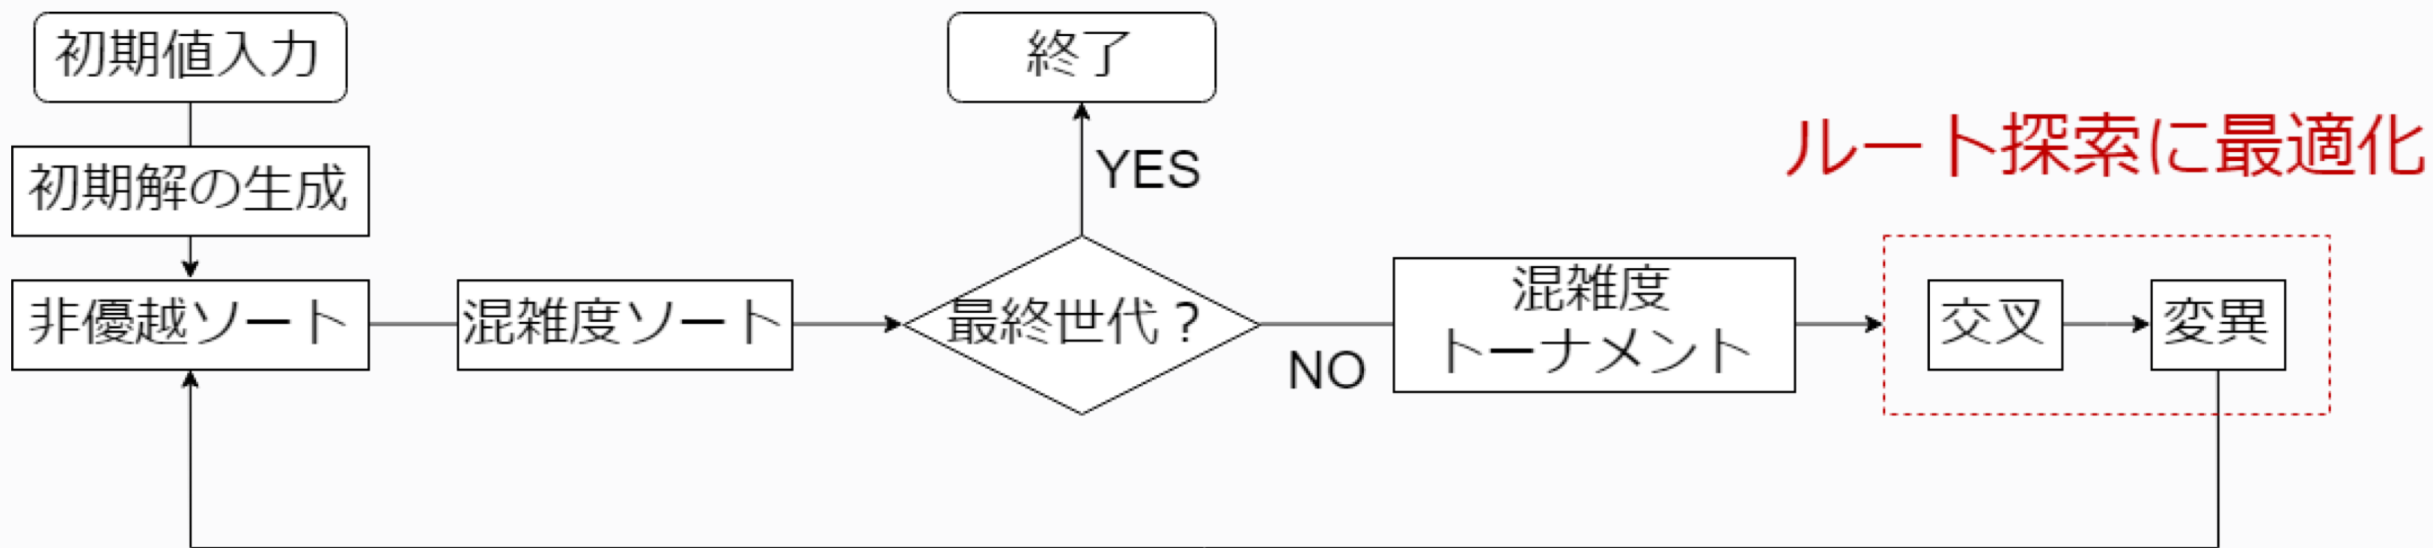 初期値入力
終了
YES
ルート探索に最適化
初期解の生成
非優越ソート
混雑度ソート
最終世代？
NO
混雑度
トーナメント
交叉
変異